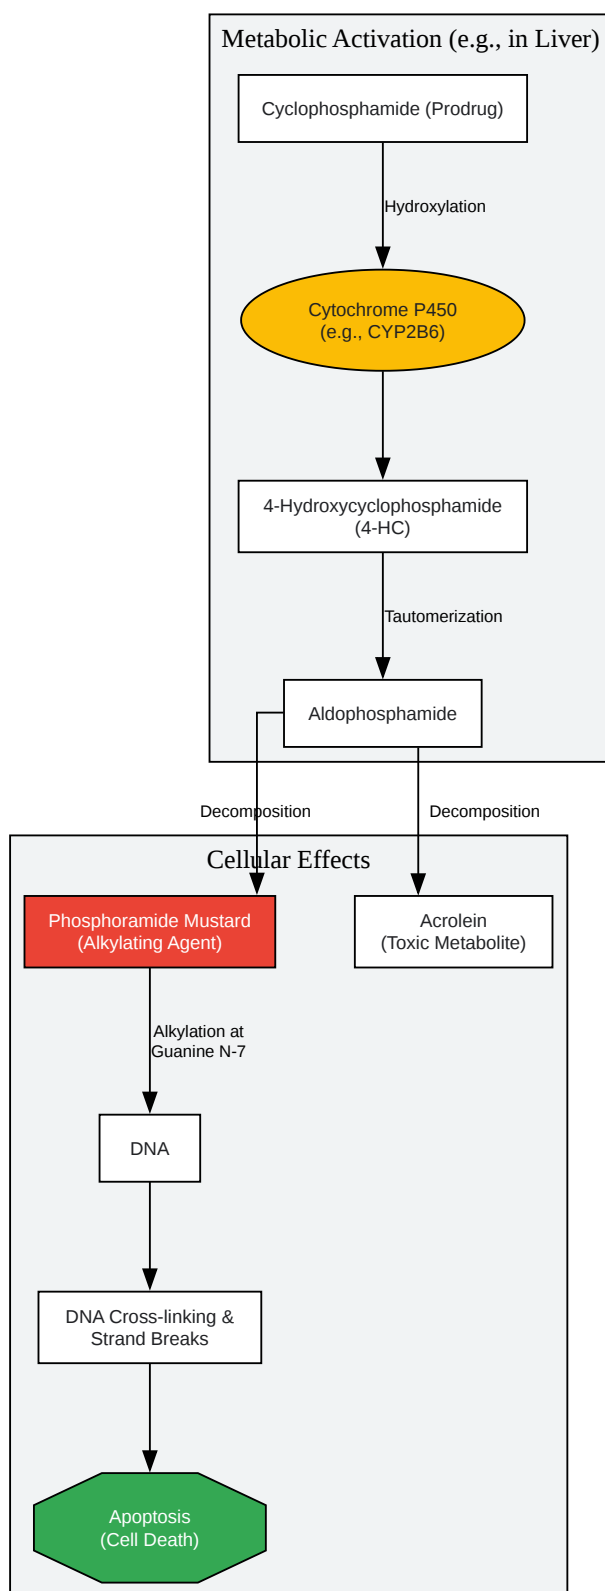 Metabolic Activation (e.g., in Liver)
Cyclophosphamide (Prodrug)
Hydroxylation
Cytochrome P450
(e.g., CYP2B6)
4-Hydroxycyclophosphamide
(4-HC)
Tautomerization
Aldophosphamide
Decomposition
Decomposition
Cellular Effects
Phosphoramide Mustard
(Alkylating Agent)
Acrolein
(Toxic Metabolite)
Alkylation at
Guanine N-7
DNA
DNA Cross-linking &
Strand Breaks
Apoptosis
(Cell Death)